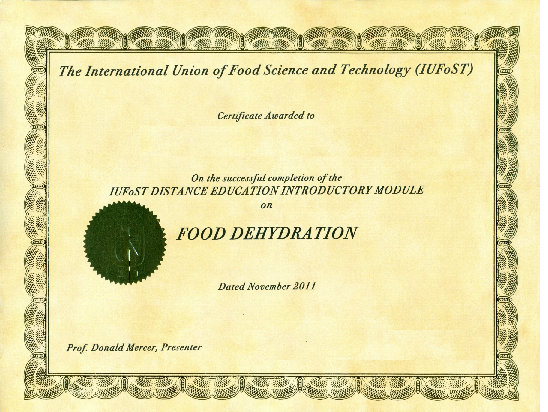 The International Union of Food Science and Technology (IUFoST)
Certificate Awarded to
On the successful completion of the
IUFoST DISTANCE EDUCATION INTRODUCTORY MODULE
on
FOOD DEHYDRATION
Dated November 2011
Prof. Donald Mercer, Presenter